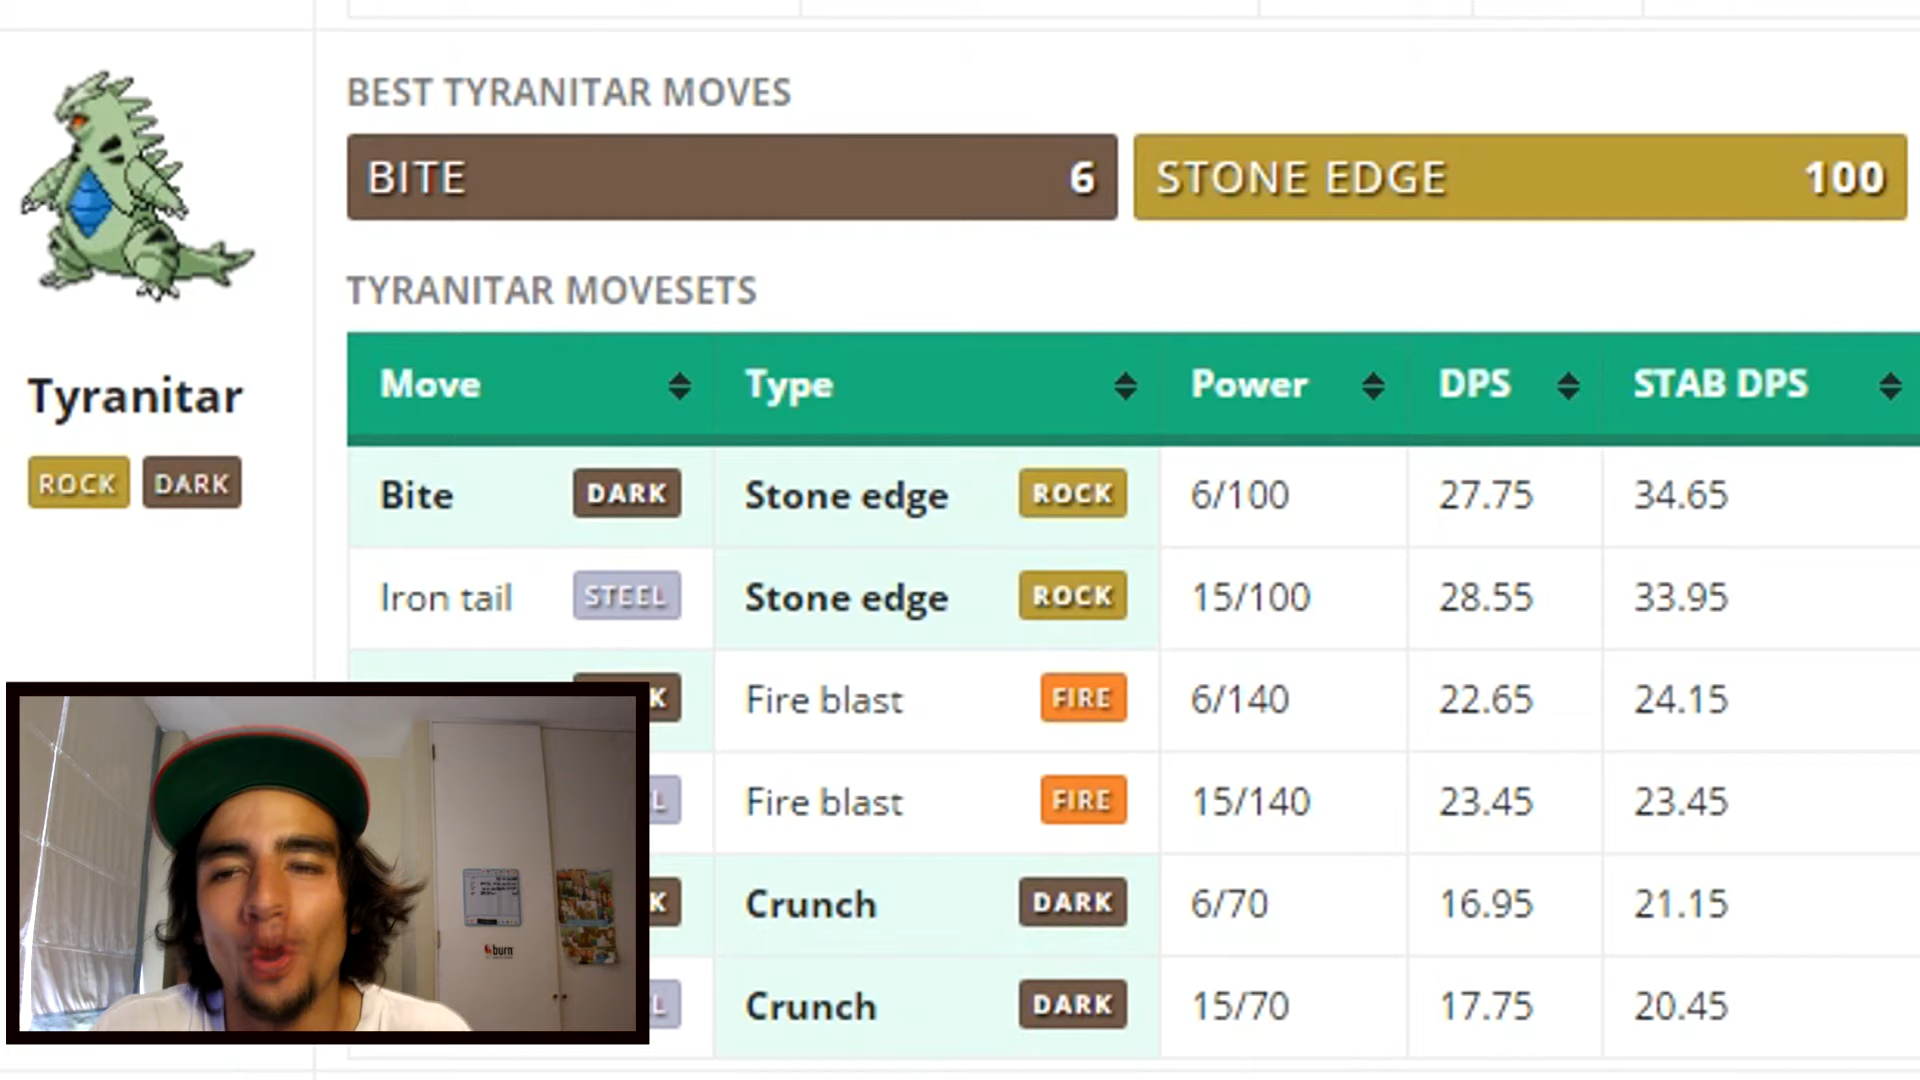 BEST TYRANITAR MOVES
BITE 6 STONE EDGE 100
TYRANITAR MOVESETS
Tyranitar
ROCK DARK
Move Type Power DPS STAB DPS
Bite DARK Stone edge ROCK 6/100 27.75 34.65
Iron tail STEEL Stone edge ROCK 15/100 28.55 33.95
K Fire blast FIRE 6/140 22.65 24.15
L Fire blast FIRE 15/140 23.45 23.45
K Crunch DARK 6/70 16.95 21.15
L Crunch DARK 15/70 17.75 20.45
burn